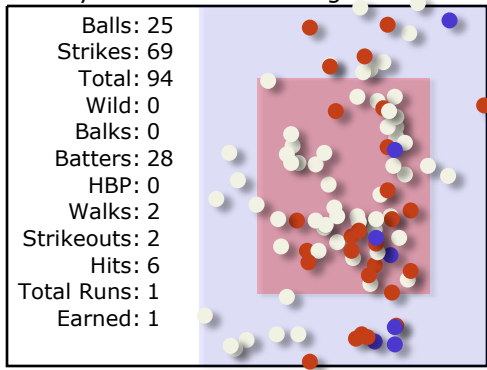 Balls: 25
Strikes: 69
Total: 94
Wild: 0
Balks: 0
Batters: 28
HBP: 0
Walks: 2
Strikeouts: 2
Hits: 6
Total Runs: 1
Earned: 1